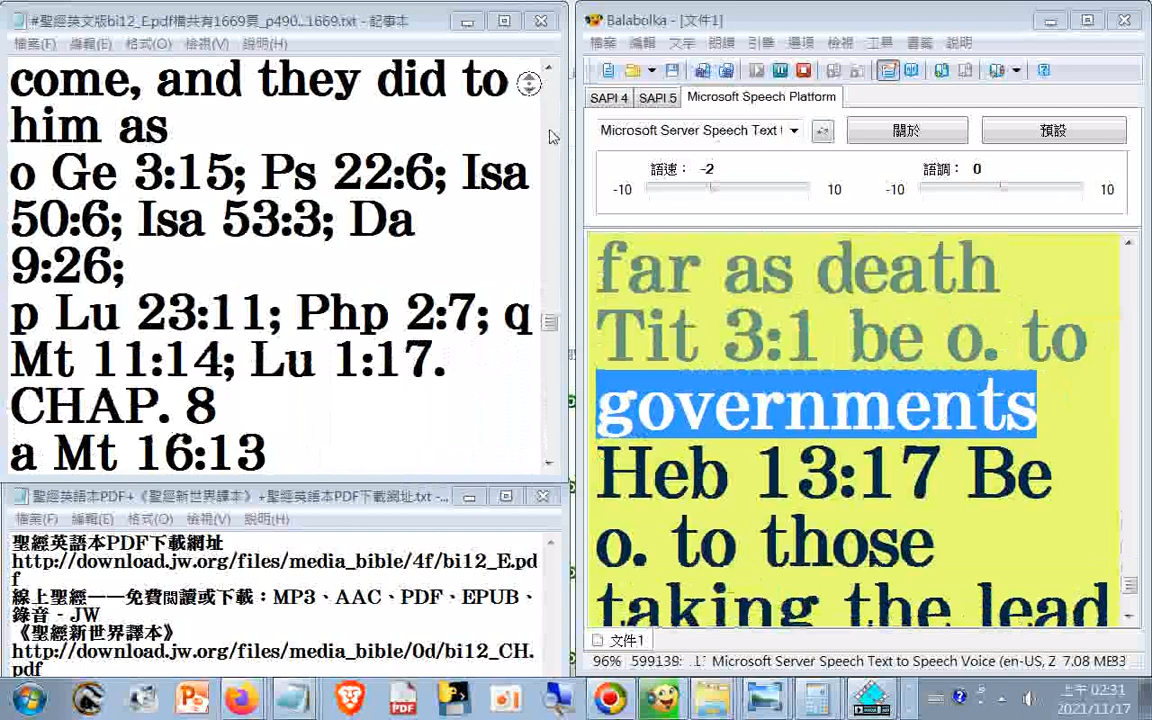 #聖經英文版bi12_E.pdf檔共有1669頁_p490...1669.txt - 記事本
檔案(F) 編輯(E) 格式(O) 檢視(V) 說明(H)
come, and they did to
him as
o Ge 3:15; Ps 22:6; Isa
50:6; Isa 53:3; Da
9:26;
p Lu 23:11; Php 2:7; q
Mt 11:14; Lu 1:17.
CHAP. 8
a Mt 16:13
聖經英語本PDF+《聖經新世界譯本》+聖經英語本PDF下載網址.txt -...
檔案(F) 編輯(E) 格式(O) 檢視(V) 說明(H)
聖經英語本PDF下載網址
http://download.jw.org/files/media_bible/4f/bi12_E.pd
f
線上聖經──免費閱讀或下載：MP3、AAC、PDF、EPUB、
錄音 - JW
《聖經新世界譯本》
http://download.jw.org/files/media_bible/0d/bi12_CH.
pdf
Balabolka - [文件1]
檔案 編輯 文字 朗讀 引擎 選項 檢視 工具 書籤 說明
SAPI 4 SAPI 5 Microsoft Speech Platform
Microsoft Server Speech Text 關於 預設
語速： -2 語調： 0
-10 10 -10 10
far as death
Tit 3:1 be o. to
governments
Heb 13:17 Be
o. to those
taking the lead
文件1
96% Microsoft Server Speech Text to Speech Voice (en-US, Z 7.08 MB
PDF
上午 02:31
2021/11/17